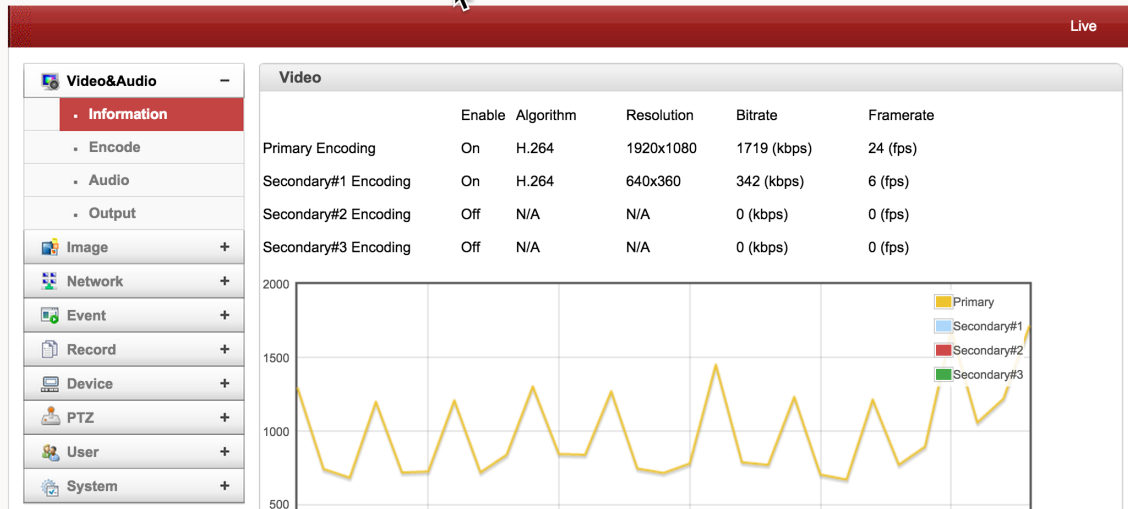 Live
Video&Audio −
Information
Encode
Audio
Output
Image +
Network +
Event +
Record +
Device +
PTZ +
User +
System +
Video
Enable Algorithm Resolution Bitrate Framerate
Primary Encoding On H.264 1920x1080 1719 (kbps) 24 (fps)
Secondary#1 Encoding On H.264 640x360 342 (kbps) 6 (fps)
Secondary#2 Encoding Off N/A N/A 0 (kbps) 0 (fps)
Secondary#3 Encoding Off N/A N/A 0 (kbps) 0 (fps)
2000
1500
1000
500
Primary
Secondary#1
Secondary#2
Secondary#3